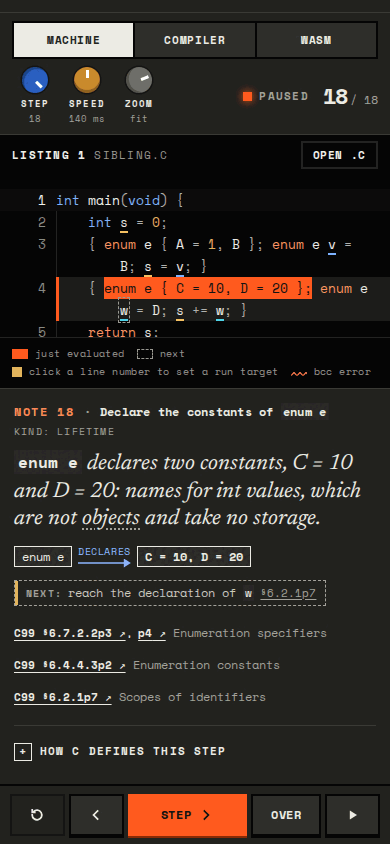 MACHINE COMPILER WASM
STEP SPEED ZOOM
18 140 ms fit
PAUSED 18 / 18
LISTING 1 SIBLING.C OPEN .C
1 int main(void) {
2 int s = 0;
3 { enum e { A = 1, B }; enum e v =
B; s = v; }
4 { enum e { C = 10, D = 20 }; enum e
w = D; s += w; }
5 return s;
just evaluated next
click a line number to set a run target bcc error
NOTE 18 · Declare the constants of enum e
KIND: LIFETIME
enum e declares two constants, C = 10
and D = 20: names for int values, which
are not objects and take no storage.
enum e DECLARES C = 10, D = 20
NEXT: reach the declaration of w §6.2.1p7
C99 §6.7.2.2p3 ↗, p4 ↗ Enumeration specifiers
C99 §6.4.4.3p2 ↗ Enumeration constants
C99 §6.2.1p7 ↗ Scopes of identifiers
+ HOW C DEFINES THIS STEP
STEP OVER